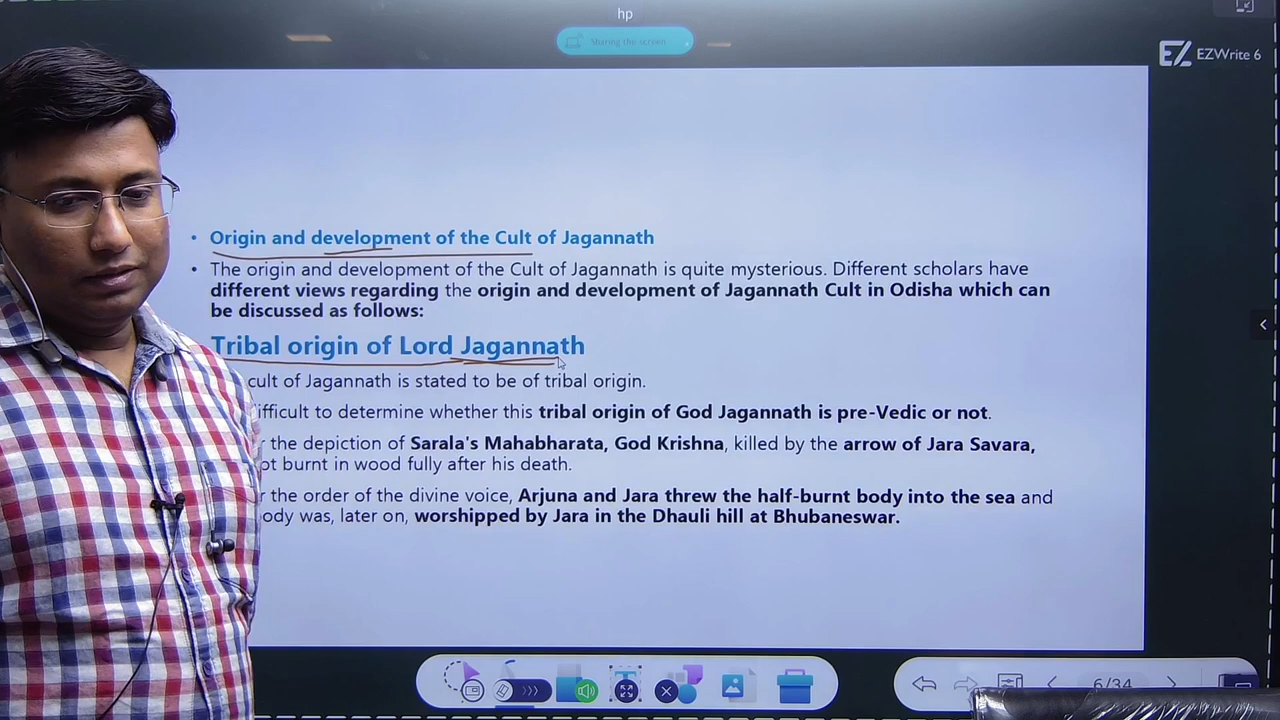 hp
Sharing the screen
EZWrite 6
• Origin and development of the Cult of Jagannath
• The origin and development of the Cult of Jagannath is quite mysterious. Different scholars have
different views regarding the origin and development of Jagannath Cult in Odisha which can
be discussed as follows:
Tribal origin of Lord Jagannath
cult of Jagannath is stated to be of tribal origin.
difficult to determine whether this tribal origin of God Jagannath is pre-Vedic or not.
the depiction of Sarala's Mahabharata, God Krishna, killed by the arrow of Jara Savara,
burnt in wood fully after his death.
the order of the divine voice, Arjuna and Jara threw the half-burnt body into the sea and
body was, later on, worshipped by Jara in the Dhauli hill at Bhubaneswar.
6/34